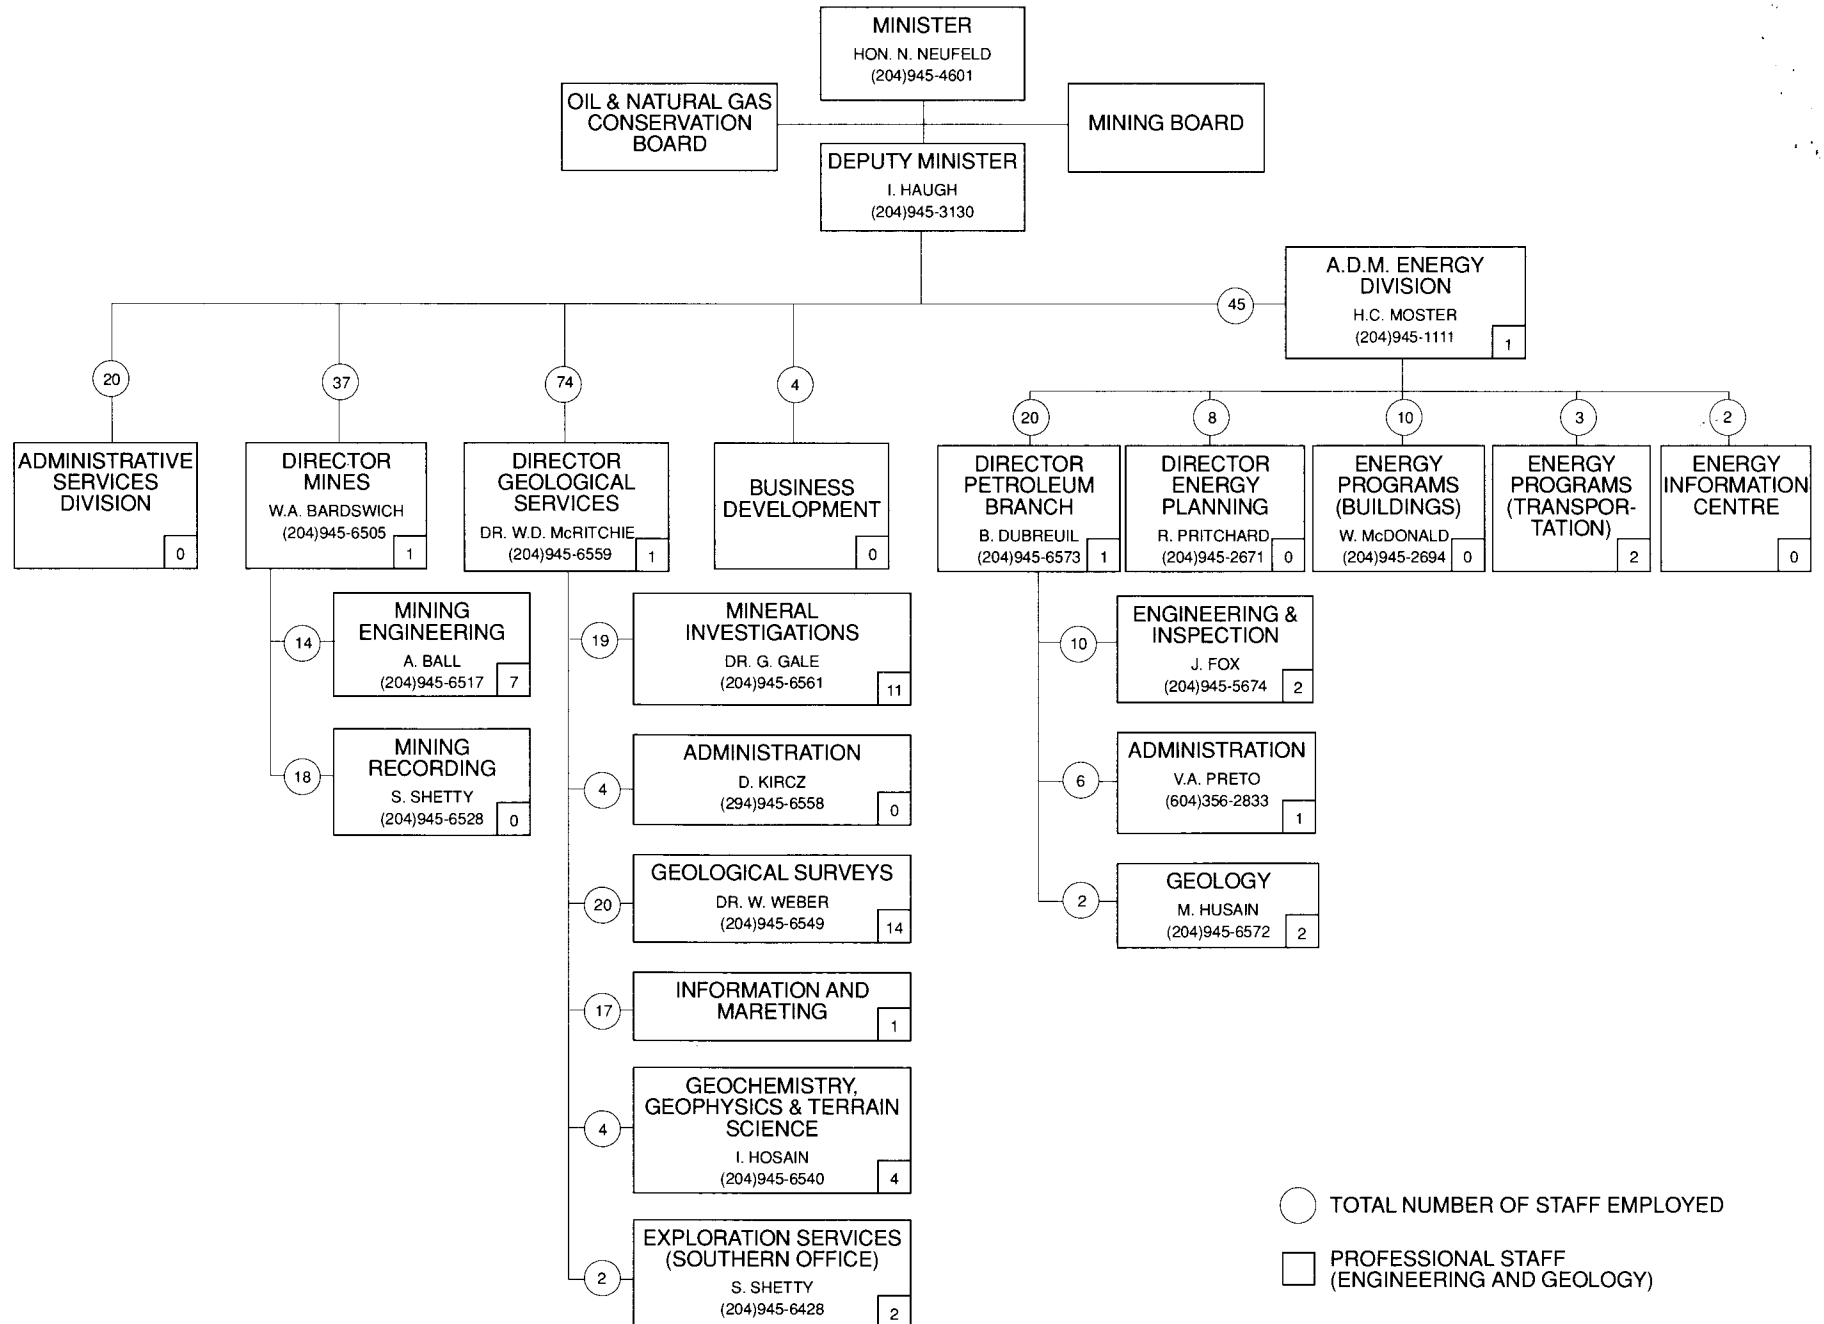 MINISTER
HON. N. NEUFELD
(204)945-4601
OIL & NATURAL GAS
CONSERVATION
BOARD
MINING BOARD
DEPUTY MINISTER
I. HAUGH
(204)945-3130
A.D.M. ENERGY
DIVISION
H.C. MOSTER
(204)945-1111
1
45
20
37
74
4
20
8
10
3
2
ADMINISTRATIVE
SERVICES
DIVISION
0
DIRECTOR
MINES
W.A. BARDSWICH
(204)945-6505
1
DIRECTOR
GEOLOGICAL
SERVICES
DR. W.D. McRITCHIE
(204)945-6559
1
BUSINESS
DEVELOPMENT
0
DIRECTOR
PETROLEUM
BRANCH
B. DUBREUIL
(204)945-6573
1
DIRECTOR
ENERGY
PLANNING
R. PRITCHARD
(204)945-2671
0
ENERGY
PROGRAMS
(BUILDINGS)
W. McDONALD
(204)945-2694
0
ENERGY
PROGRAMS
(TRANSPOR-
TATION)
2
ENERGY
INFORMATION
CENTRE
0
14
MINING
ENGINEERING
A. BALL
(204)945-6517
7
18
MINING
RECORDING
S. SHETTY
(204)945-6528
0
19
MINERAL
INVESTIGATIONS
DR. G. GALE
(204)945-6561
11
4
ADMINISTRATION
D. KIRCZ
(294)945-6558
0
20
GEOLOGICAL SURVEYS
DR. W. WEBER
(204)945-6549
14
17
INFORMATION AND
MARETING
1
4
GEOCHEMISTRY,
GEOPHYSICS & TERRAIN
SCIENCE
I. HOSAIN
(204)945-6540
4
2
EXPLORATION SERVICES
(SOUTHERN OFFICE)
S. SHETTY
(204)945-6428
2
10
ENGINEERING &
INSPECTION
J. FOX
(204)945-5674
2
6
ADMINISTRATION
V.A. PRETO
(604)356-2833
1
2
GEOLOGY
M. HUSAIN
(204)945-6572
2
TOTAL NUMBER OF STAFF EMPLOYED
PROFESSIONAL STAFF
(ENGINEERING AND GEOLOGY)